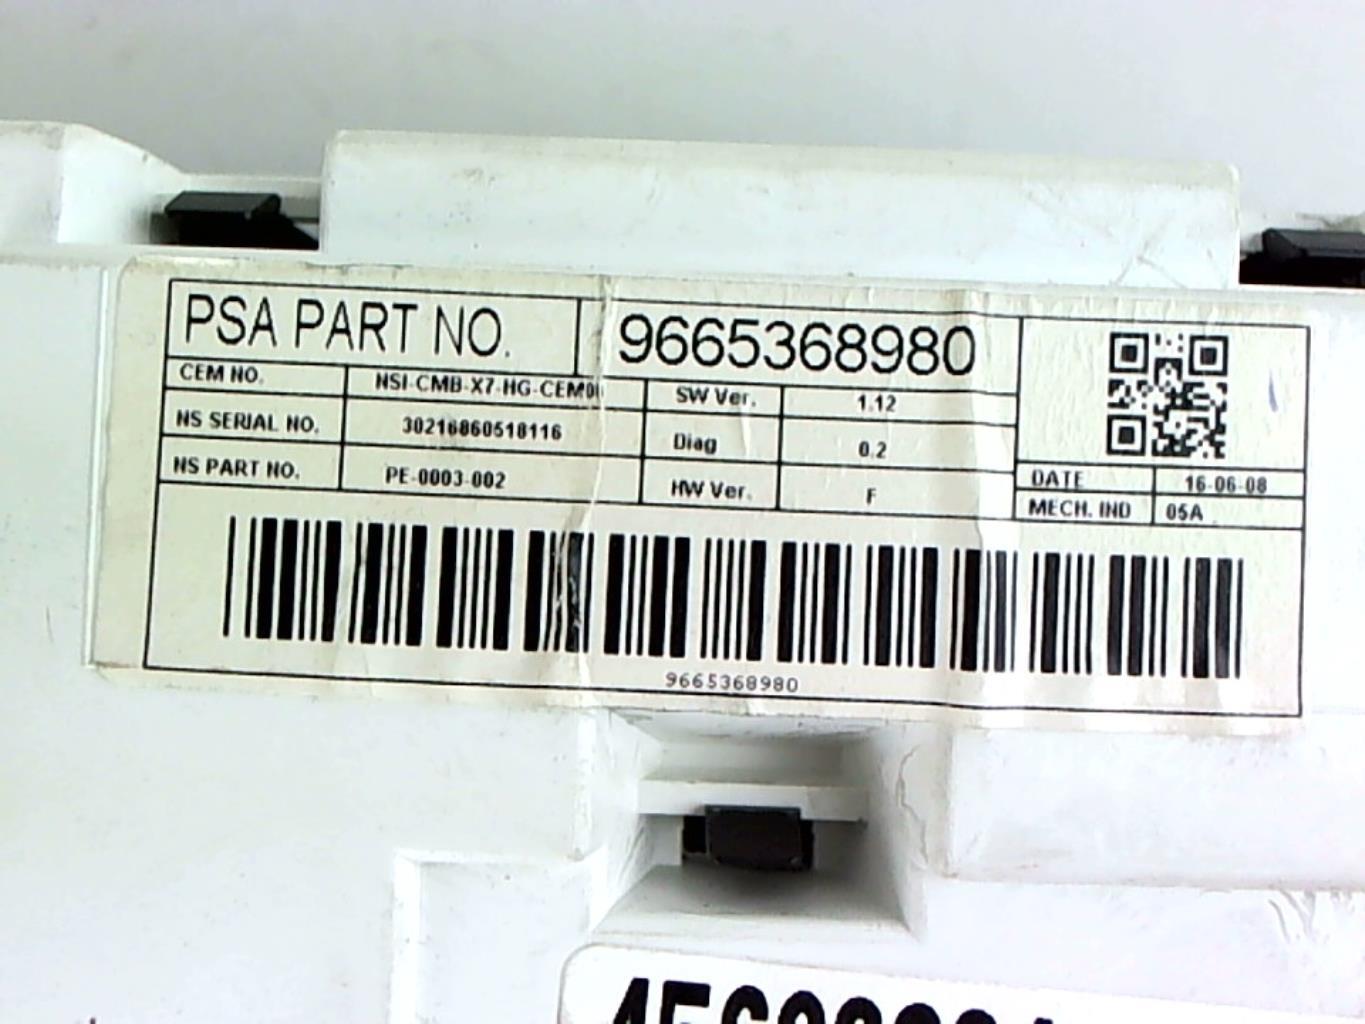 PSA PART NO. 9665368980
CEM NO. NSI-CMB-X7-HG-CEM00 SW Ver. 1.12
NS SERIAL NO. 30216860518116 Diag 0.2
NS PART NO. PE-0003-002 HW Ver. F
DATE 16-06-08
MECH. IND 05A
9665368980